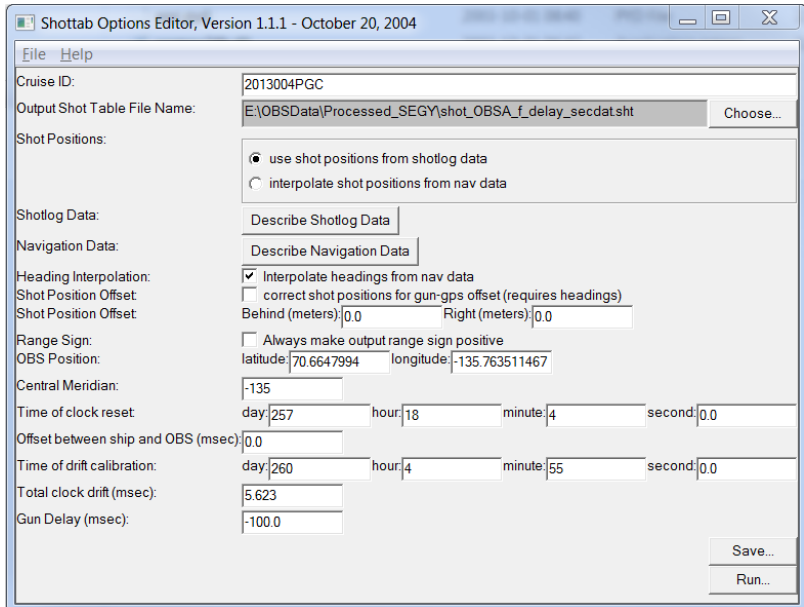 Shottab Options Editor, Version 1.1.1 - October 20, 2004
File Help
Cruise ID: 2013004PGC
Output Shot Table File Name: E:\OBSData\Processed_SEGY\shot_OBSA_f_delay_secdat.sht Choose...
Shot Positions:
use shot positions from shotlog data
interpolate shot positions from nav data
Shotlog Data: Describe Shotlog Data
Navigation Data: Describe Navigation Data
Heading Interpolation: Interpolate headings from nav data
Shot Position Offset: correct shot positions for gun-gps offset (requires headings)
Shot Position Offset: Behind (meters): 0.0 Right (meters): 0.0
Range Sign: Always make output range sign positive
OBS Position: latitude: 70.6647994 longitude: -135.763511467
Central Meridian: -135
Time of clock reset: day: 257 hour: 18 minute: 4 second: 0.0
Offset between ship and OBS (msec): 0.0
Time of drift calibration: day: 260 hour: 4 minute: 55 second: 0.0
Total clock drift (msec): 5.623
Gun Delay (msec): -100.0
Save...
Run...